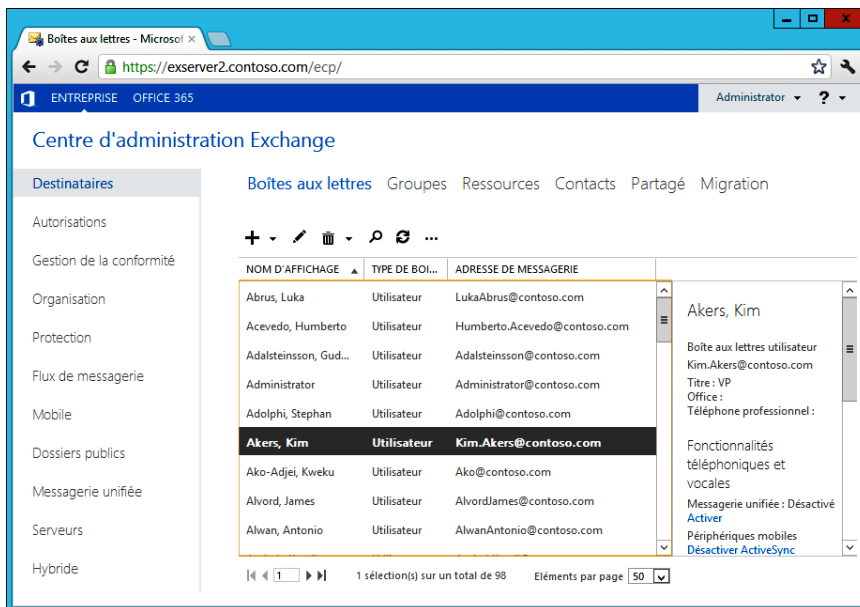 Boîtes aux lettres - Microsof
https://exserver2.contoso.com/ecp/
ENTREPRISE OFFICE 365 Administrator ?
Centre d'administration Exchange
Destinataires
Autorisations
Gestion de la conformité
Organisation
Protection
Flux de messagerie
Mobile
Dossiers publics
Messagerie unifiée
Serveurs
Hybride
Boîtes aux lettres Groupes Ressources Contacts Partagé Migration
NOM D'AFFICHAGE TYPE DE BOI... ADRESSE DE MESSAGERIE
Abrus, Luka Utilisateur LukaAbrus@contoso.com
Acevedo, Humberto Utilisateur Humberto.Acevedo@contoso.com
Adalsteinsson, Gud... Utilisateur Adalsteinsson@contoso.com
Administrator Utilisateur Administrator@contoso.com
Adolphi, Stephan Utilisateur Adolphi@contoso.com
Akers, Kim Utilisateur Kim.Akers@contoso.com
Ako-Adjei, Kweku Utilisateur Ako@contoso.com
Alvord, James Utilisateur AlvordJames@contoso.com
Alwan, Antonio Utilisateur AlwanAntonio@contoso.com
1 1 sélection(s) sur un total de 98 Eléments par page 50
Akers, Kim
Boîte aux lettres utilisateur
Kim.Akers@contoso.com
Titre : VP
Office :
Téléphone professionnel :
Fonctionnalités
téléphoniques et
vocales
Messagerie unifiée : Désactivé
Activer
Périphériques mobiles
Désactiver ActiveSync